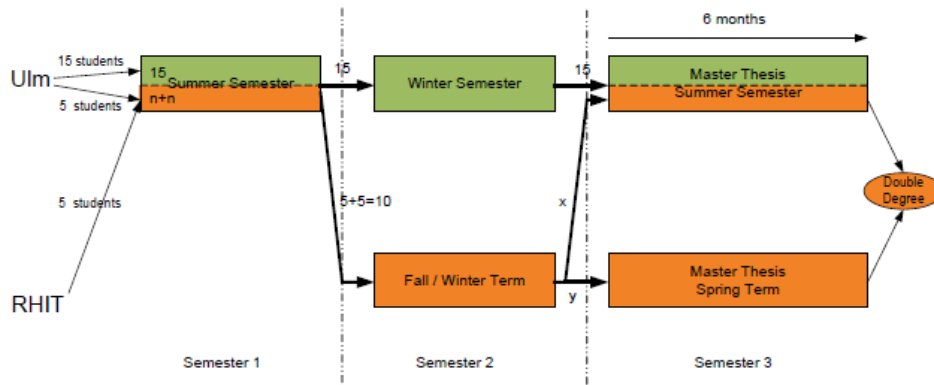 6 months
Ulm
15 students
5 students
15
Summer Semester
n+n
15
Winter Semester
15
Master Thesis
Summer Semester
Double
Degree
5 students
5+5=10
x
RHIT
Fall / Winter Term
y
Master Thesis
Spring Term
Semester 1
Semester 2
Semester 3